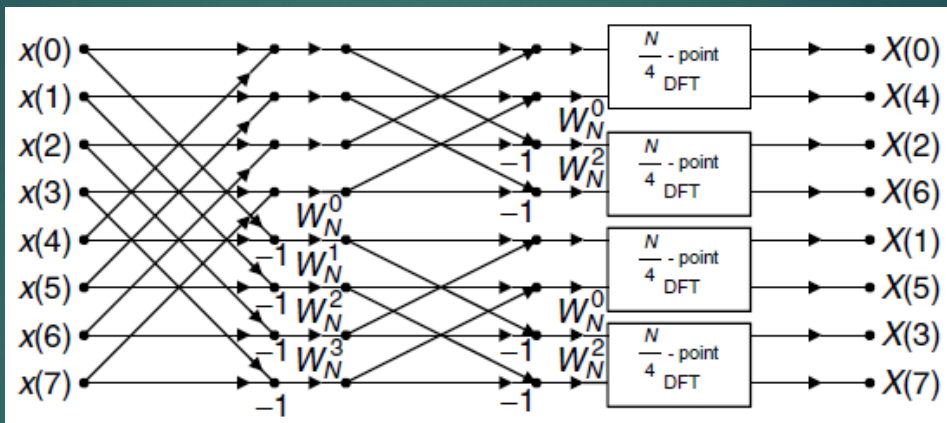 x(0) N/4 - point DFT X(0)
x(1) W_N^0 X(4)
x(2) -1 W_N^2 N/4 - point DFT X(2)
x(3) W_N^0 -1 X(6)
x(4) -1 W_N^1 N/4 - point DFT X(1)
x(5) -1 W_N^2 W_N^0 X(5)
x(6) -1 W_N^3 -1 W_N^2 N/4 - point DFT X(3)
x(7) -1 -1 X(7)